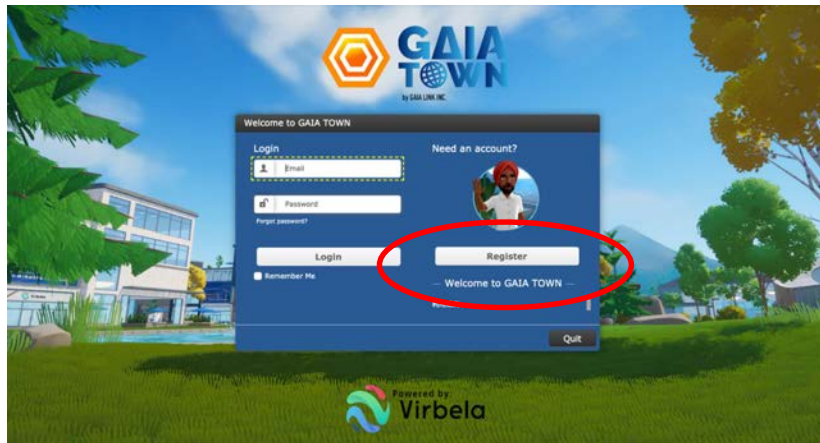 GAIA
TOWN
by GAIA LINK INC.
Welcome to GAIA TOWN
Login
Email
Password
Forgot password?
Login
Remember Me
Need an account?
Register
Welcome to GAIA TOWN
Quit
Powered by:
Virbela